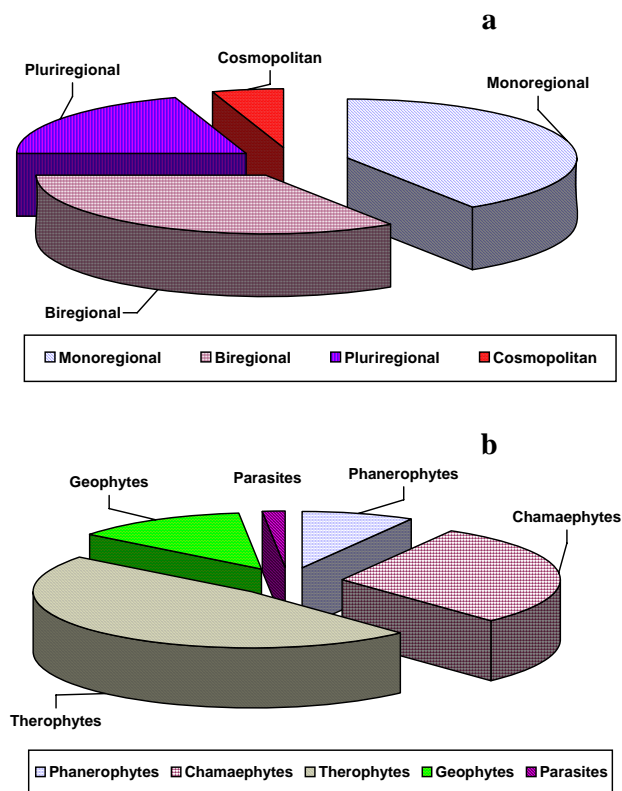 a
Cosmopolitan
Pluriregional
Monoregional
Biregional
Monoregional Biregional Pluriregional Cosmopolitan
b
Parasites
Phanerophytes
Geophytes
Chamaephytes
Therophytes
Phanerophytes Chamaephytes Therophytes Geophytes Parasites